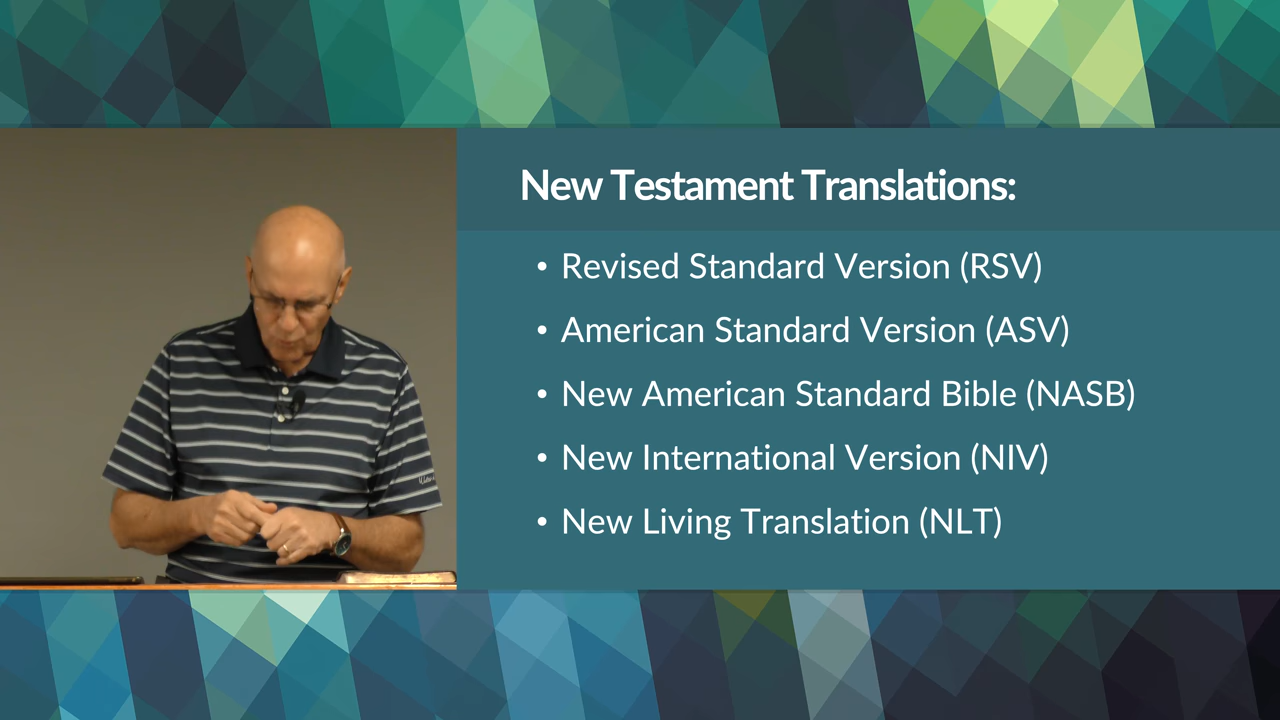 New Testament Translations:
• Revised Standard Version (RSV)
• American Standard Version (ASV)
• New American Standard Bible (NASB)
• New International Version (NIV)
• New Living Translation (NLT)